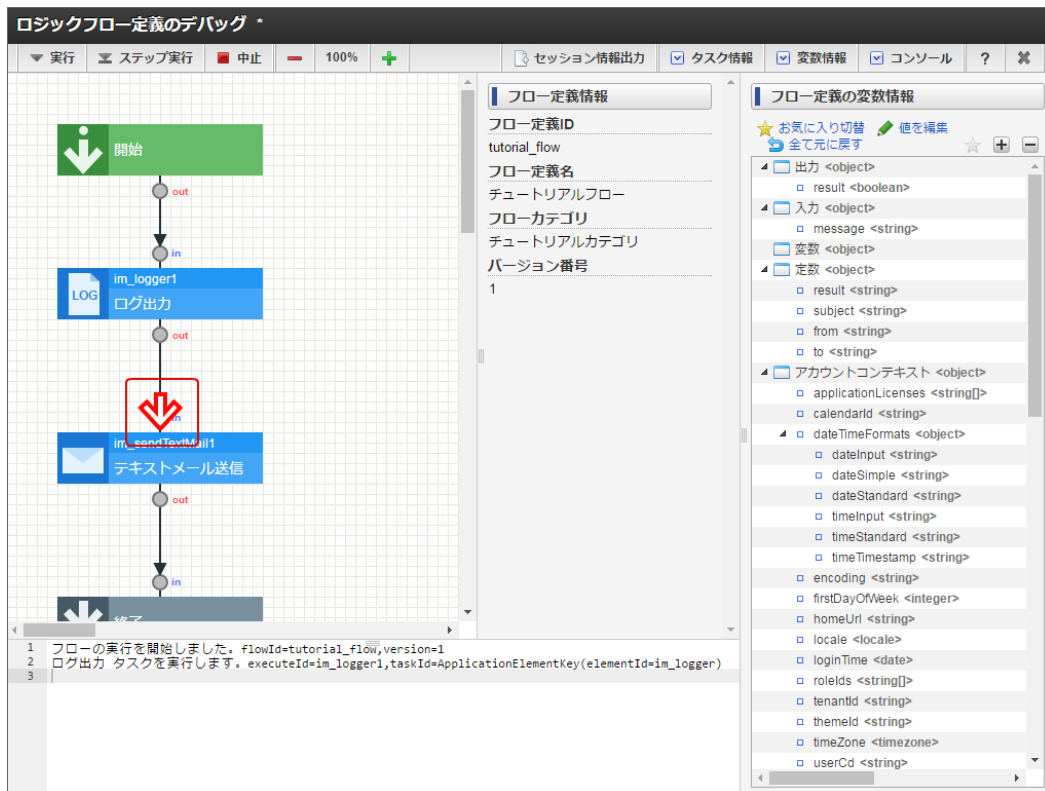 ロジックフロー定義のデバッグ *
実行 ステップ実行 中止 100% セッション情報出力 タスク情報 変数情報 コンソール ?
開始
out
in
im_logger1
LOG
ログ出力
out
in
im_sendTextMail1
テキストメール送信
out
in
終了
フロー定義情報
フロー定義ID
tutorial_flow
フロー定義名
チュートリアルフロー
フローカテゴリ
チュートリアルカテゴリ
バージョン番号
1
フロー定義の変数情報
お気に入り切替 値を編集
全て元に戻す
出力 <object>
result <boolean>
入力 <object>
message <string>
変数 <object>
定数 <object>
result <string>
subject <string>
from <string>
to <string>
アカウントコンテキスト <object>
applicationLicenses <string[]>
calendarId <string>
dateTimeFormats <object>
dateInput <string>
dateSimple <string>
dateStandard <string>
timeInput <string>
timeStandard <string>
timeTimestamp <string>
encoding <string>
firstDayOfWeek <integer>
homeUrl <string>
locale <locale>
loginTime <date>
roleIds <string[]>
tenantId <string>
themeId <string>
timeZone <timezone>
userCd <string>
1 フローの実行を開始しました。flowId=tutorial_flow,version=1
2 ログ出力 タスクを実行します。executeId=im_logger1,taskId=ApplicationElementKey(elementId=im_logger)
3